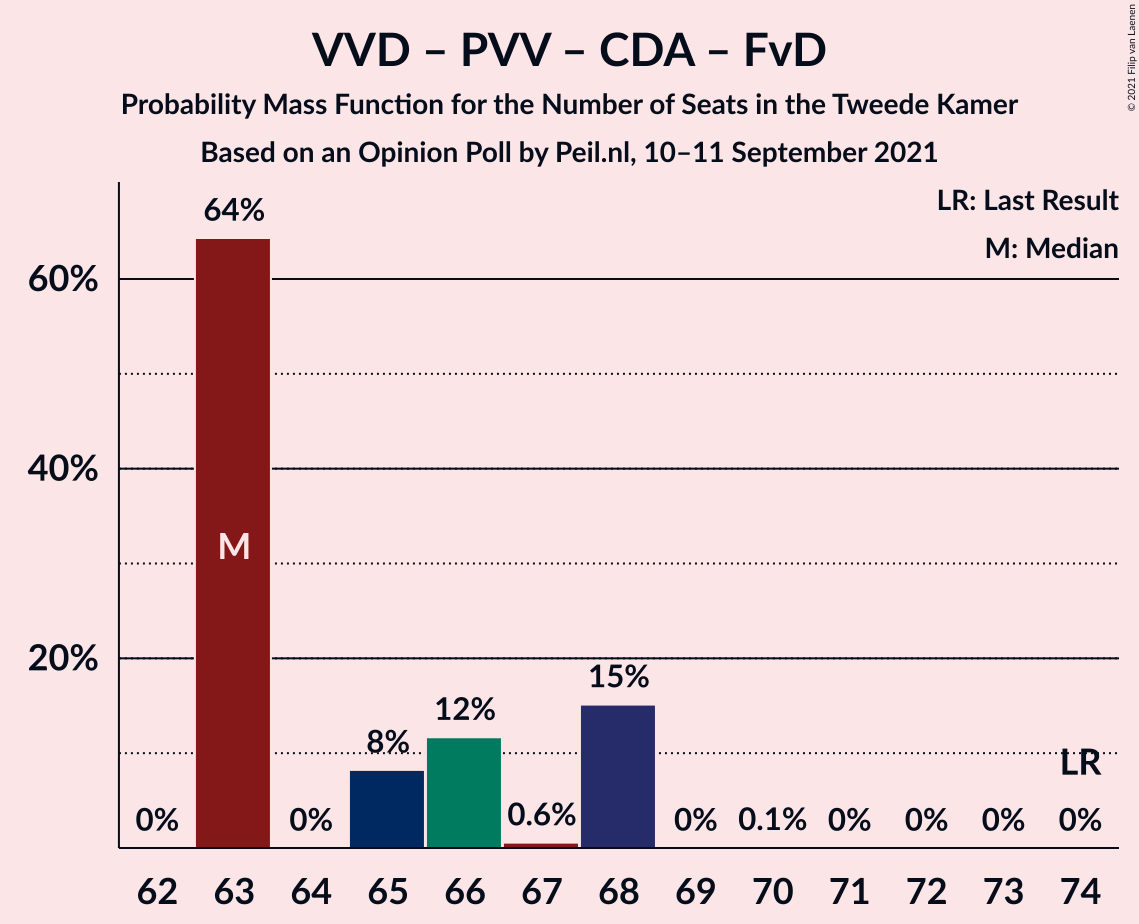 VVD – PVV – CDA – FvD
Probability Mass Function for the Number of Seats in the Tweede Kamer
Based on an Opinion Poll by Peil.nl, 10–11 September 2021
© 2021 Filip van Laenen
LR: Last Result
M: Median
64%
60%
M
40%
20%
15%
12%
8%
LR
0%
0%
0.6%
0%
0.1%
0%
0%
0%
0%
62 63 64 65 66 67 68 69 70 71 72 73 74